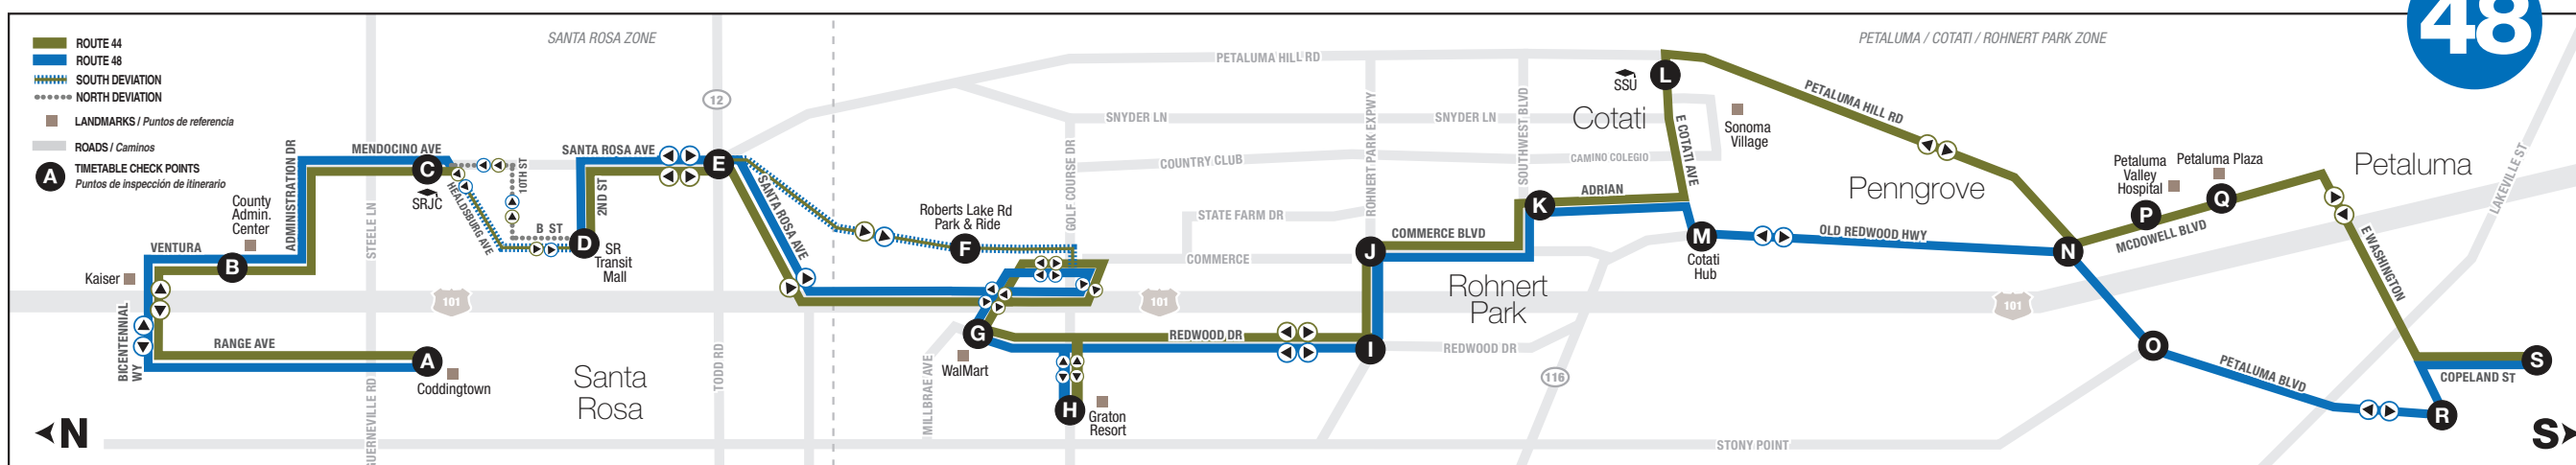 48
ROUTE 44
ROUTE 48
SOUTH DEVIATION
NORTH DEVIATION
LANDMARKS / Puntos de referencia
ROADS / Caminos
A
TIMETABLE CHECK POINTS
Puntos de inspección de itinerario
SANTA ROSA ZONE
PETALUMA / COTATI / ROHNERT PARK ZONE
Kaiser
VENTURA
B
County
Admin.
Center
ADMINISTRATION DR
BICENTENNIAL
WY
RANGE AVE
A
Coddingtown
STEELE LN
GUERNEVILLE RD
MENDOCINO AVE
C
SRJC
HEALDSBURG AVE
10TH ST
B ST
2ND ST
D
SR
Transit
Mall
SANTA ROSA AVE
12
E
TODD RD
101
Santa
Rosa
SANTA ROSA AVE
Roberts Lake Rd
Park & Ride
F
G
WalMart
MILLBRAE AVE
GOLF COURSE DR
H
Graton
Resort
PETALUMA HILL RD
SNYDER LN
SNYDER LN
COUNTRY CLUB
CAMINO COLEGIO
STATE FARM DR
COMMERCE
101
REDWOOD DR
REDWOOD DR
I
J
ROHNERT PARK EXPWY
COMMERCE BLVD
SOUTHWEST BLVD
K
ADRIAN
Rohnert
Park
116
STONY POINT
Cotati
SSU
L
E COTATI AVE
Sonoma
Village
M
Cotati
Hub
PETALUMA HILL RD
Penngrove
OLD REDWOOD HWY
101
N
O
PETALUMA BLVD
Petaluma
Valley
Hospital
P
Petaluma Plaza
Q
MCDOWELL BLVD
Petaluma
E WASHINGTON
LAKEVILLE ST
R
COPELAND ST
S
N
S